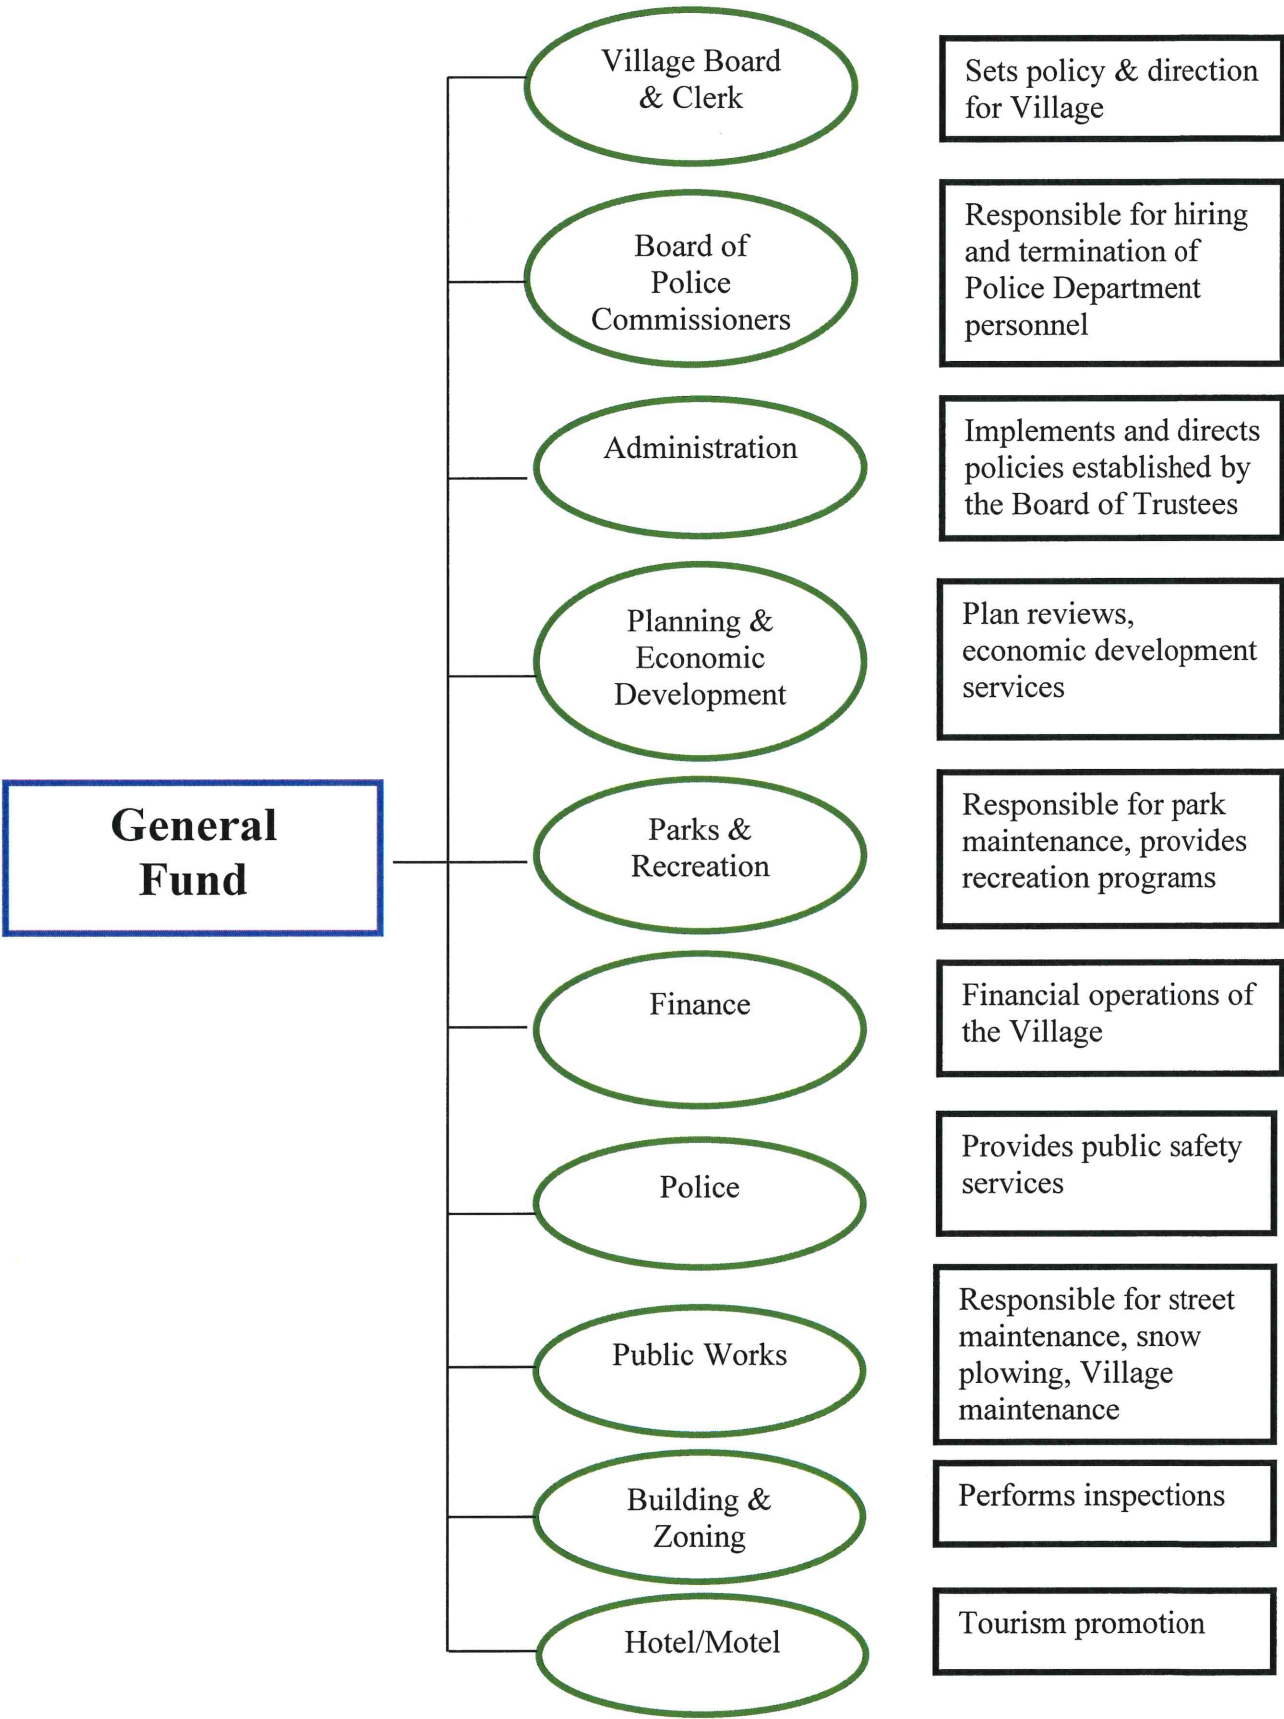 Village Board
& Clerk
Sets policy & direction
for Village
Board of
Police
Commissioners
Responsible for hiring
and termination of
Police Department
personnel
Administration
Implements and directs
policies established by
the Board of Trustees
Planning &
Economic
Development
Plan reviews,
economic development
services
General
Fund
Parks &
Recreation
Responsible for park
maintenance, provides
recreation programs
Finance
Financial operations of
the Village
Police
Provides public safety
services
Public Works
Responsible for street
maintenance, snow
plowing, Village
maintenance
Building &
Zoning
Performs inspections
Hotel/Motel
Tourism promotion